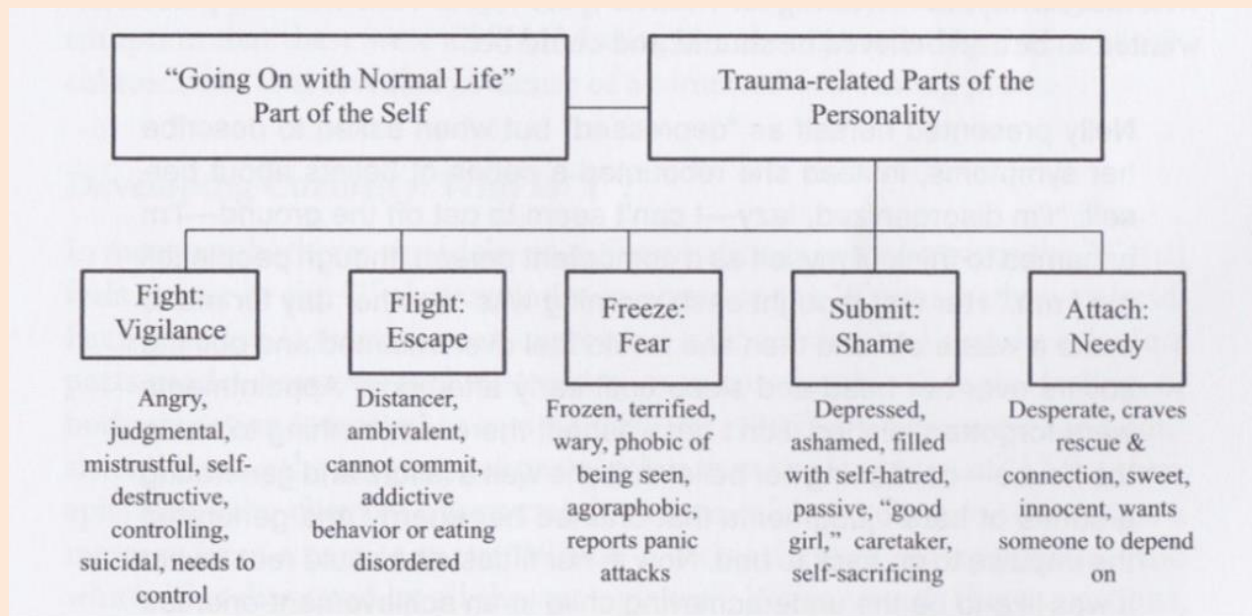 “Going On with Normal Life”
Part of the Self
Trauma-related Parts of the
Personality
Fight:
Vigilance
Angry,
judgmental,
mistrustful, self-
destructive,
controlling,
suicidal, needs to
control
Flight:
Escape
Distancer,
ambivalent,
cannot commit,
addictive
behavior or eating
disordered
Freeze:
Fear
Frozen, terrified,
wary, phobic of
being seen,
agoraphobic,
reports panic
attacks
Submit:
Shame
Depressed,
ashamed, filled
with self-hatred,
passive, “good
girl,” caretaker,
self-sacrificing
Attach:
Needy
Desperate, craves
rescue &
connection, sweet,
innocent, wants
someone to depend
on